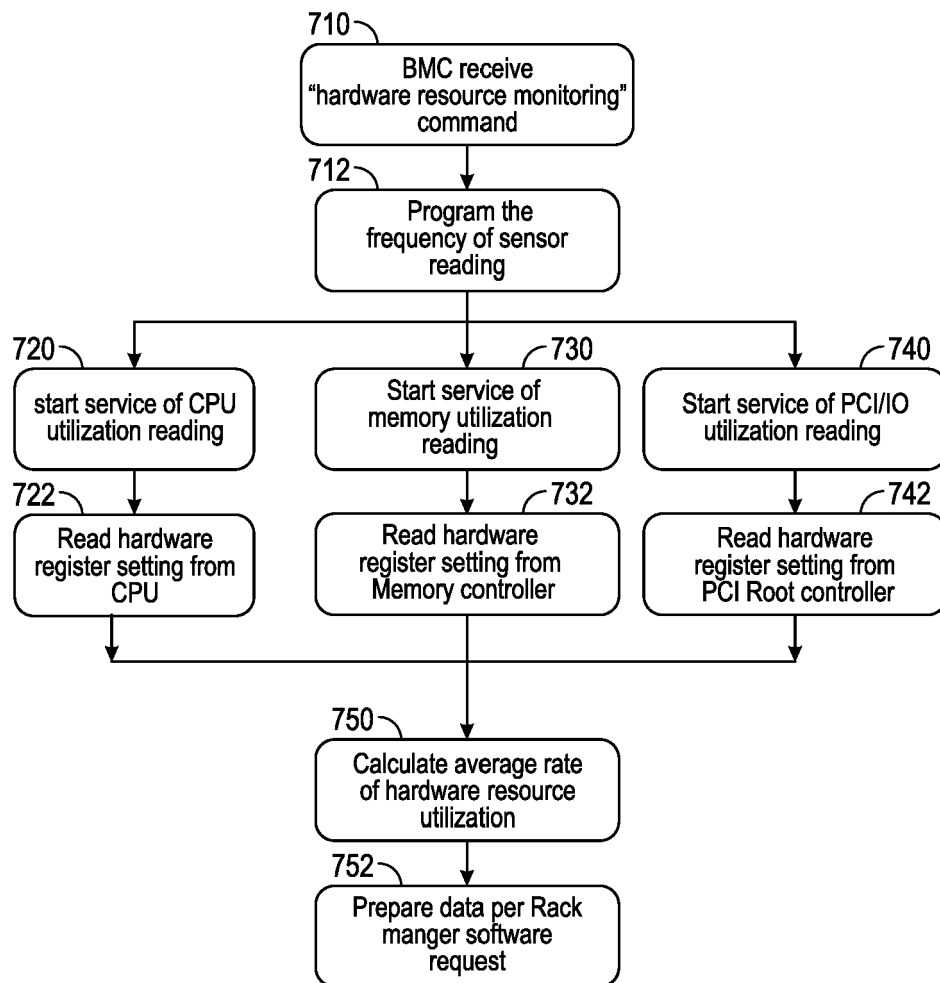 710
BMC receive
“hardware resource monitoring”
command
712
Program the
frequency of sensor
reading
720
start service of CPU
utilization reading
730
Start service of
memory utilization
reading
740
Start service of PCI/IO
utilization reading
722
Read hardware
register setting from
CPU
732
Read hardware
register setting from
Memory controller
742
Read hardware
register setting from
PCI Root controller
750
Calculate average rate
of hardware resource
utilization
752
Prepare data per Rack
manger software
request